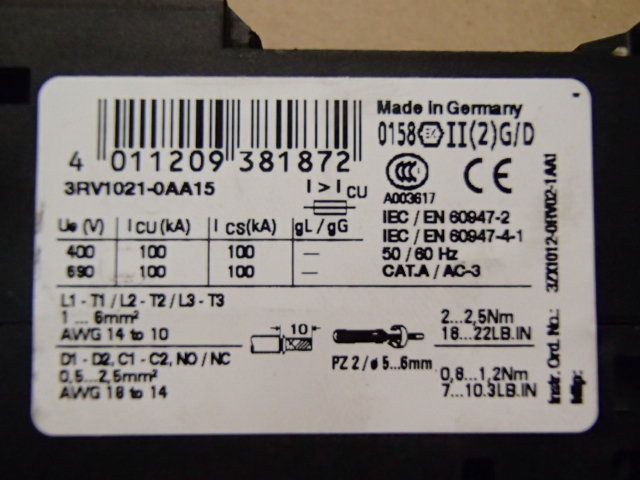 4 011209 381872
3RV1021-0AA15
Made in Germany
0158 Ex II(2)G/D
CCC CE
A003617
I > I CU
IEC / EN 60947-2
IEC / EN 60947-4-1
50 / 60 Hz
CAT.A / AC-3
Ue (V) I CU(kA) I CS(kA) gL / gG
400 100 100 —
690 100 100 —
L1 - T1 / L2 - T2 / L3 - T3
1 ... 6mm²
AWG 14 to 10
10
2...2,5Nm
18...22LB.IN
D1 - D2, C1 - C2, NO / NC
0,5...2,5mm²
AWG 18 to 14
PZ 2 / ø 5...6mm
0,8...1,2Nm
7...10.3LB.IN
Instr. Ord. No.: 3ZX1012-0RV02-1AA1